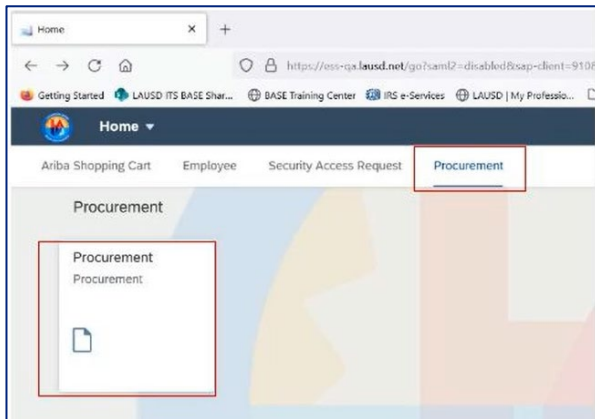 Home × +
https://ess-qa.lausd.net/go?saml2=disabled&sap-client=9108
Getting Started LAUSD ITS BASE Shar... BASE Training Center IRS e-Services LAUSD | My Professio...
Home
Ariba Shopping Cart Employee Security Access Request Procurement
Procurement
Procurement
Procurement